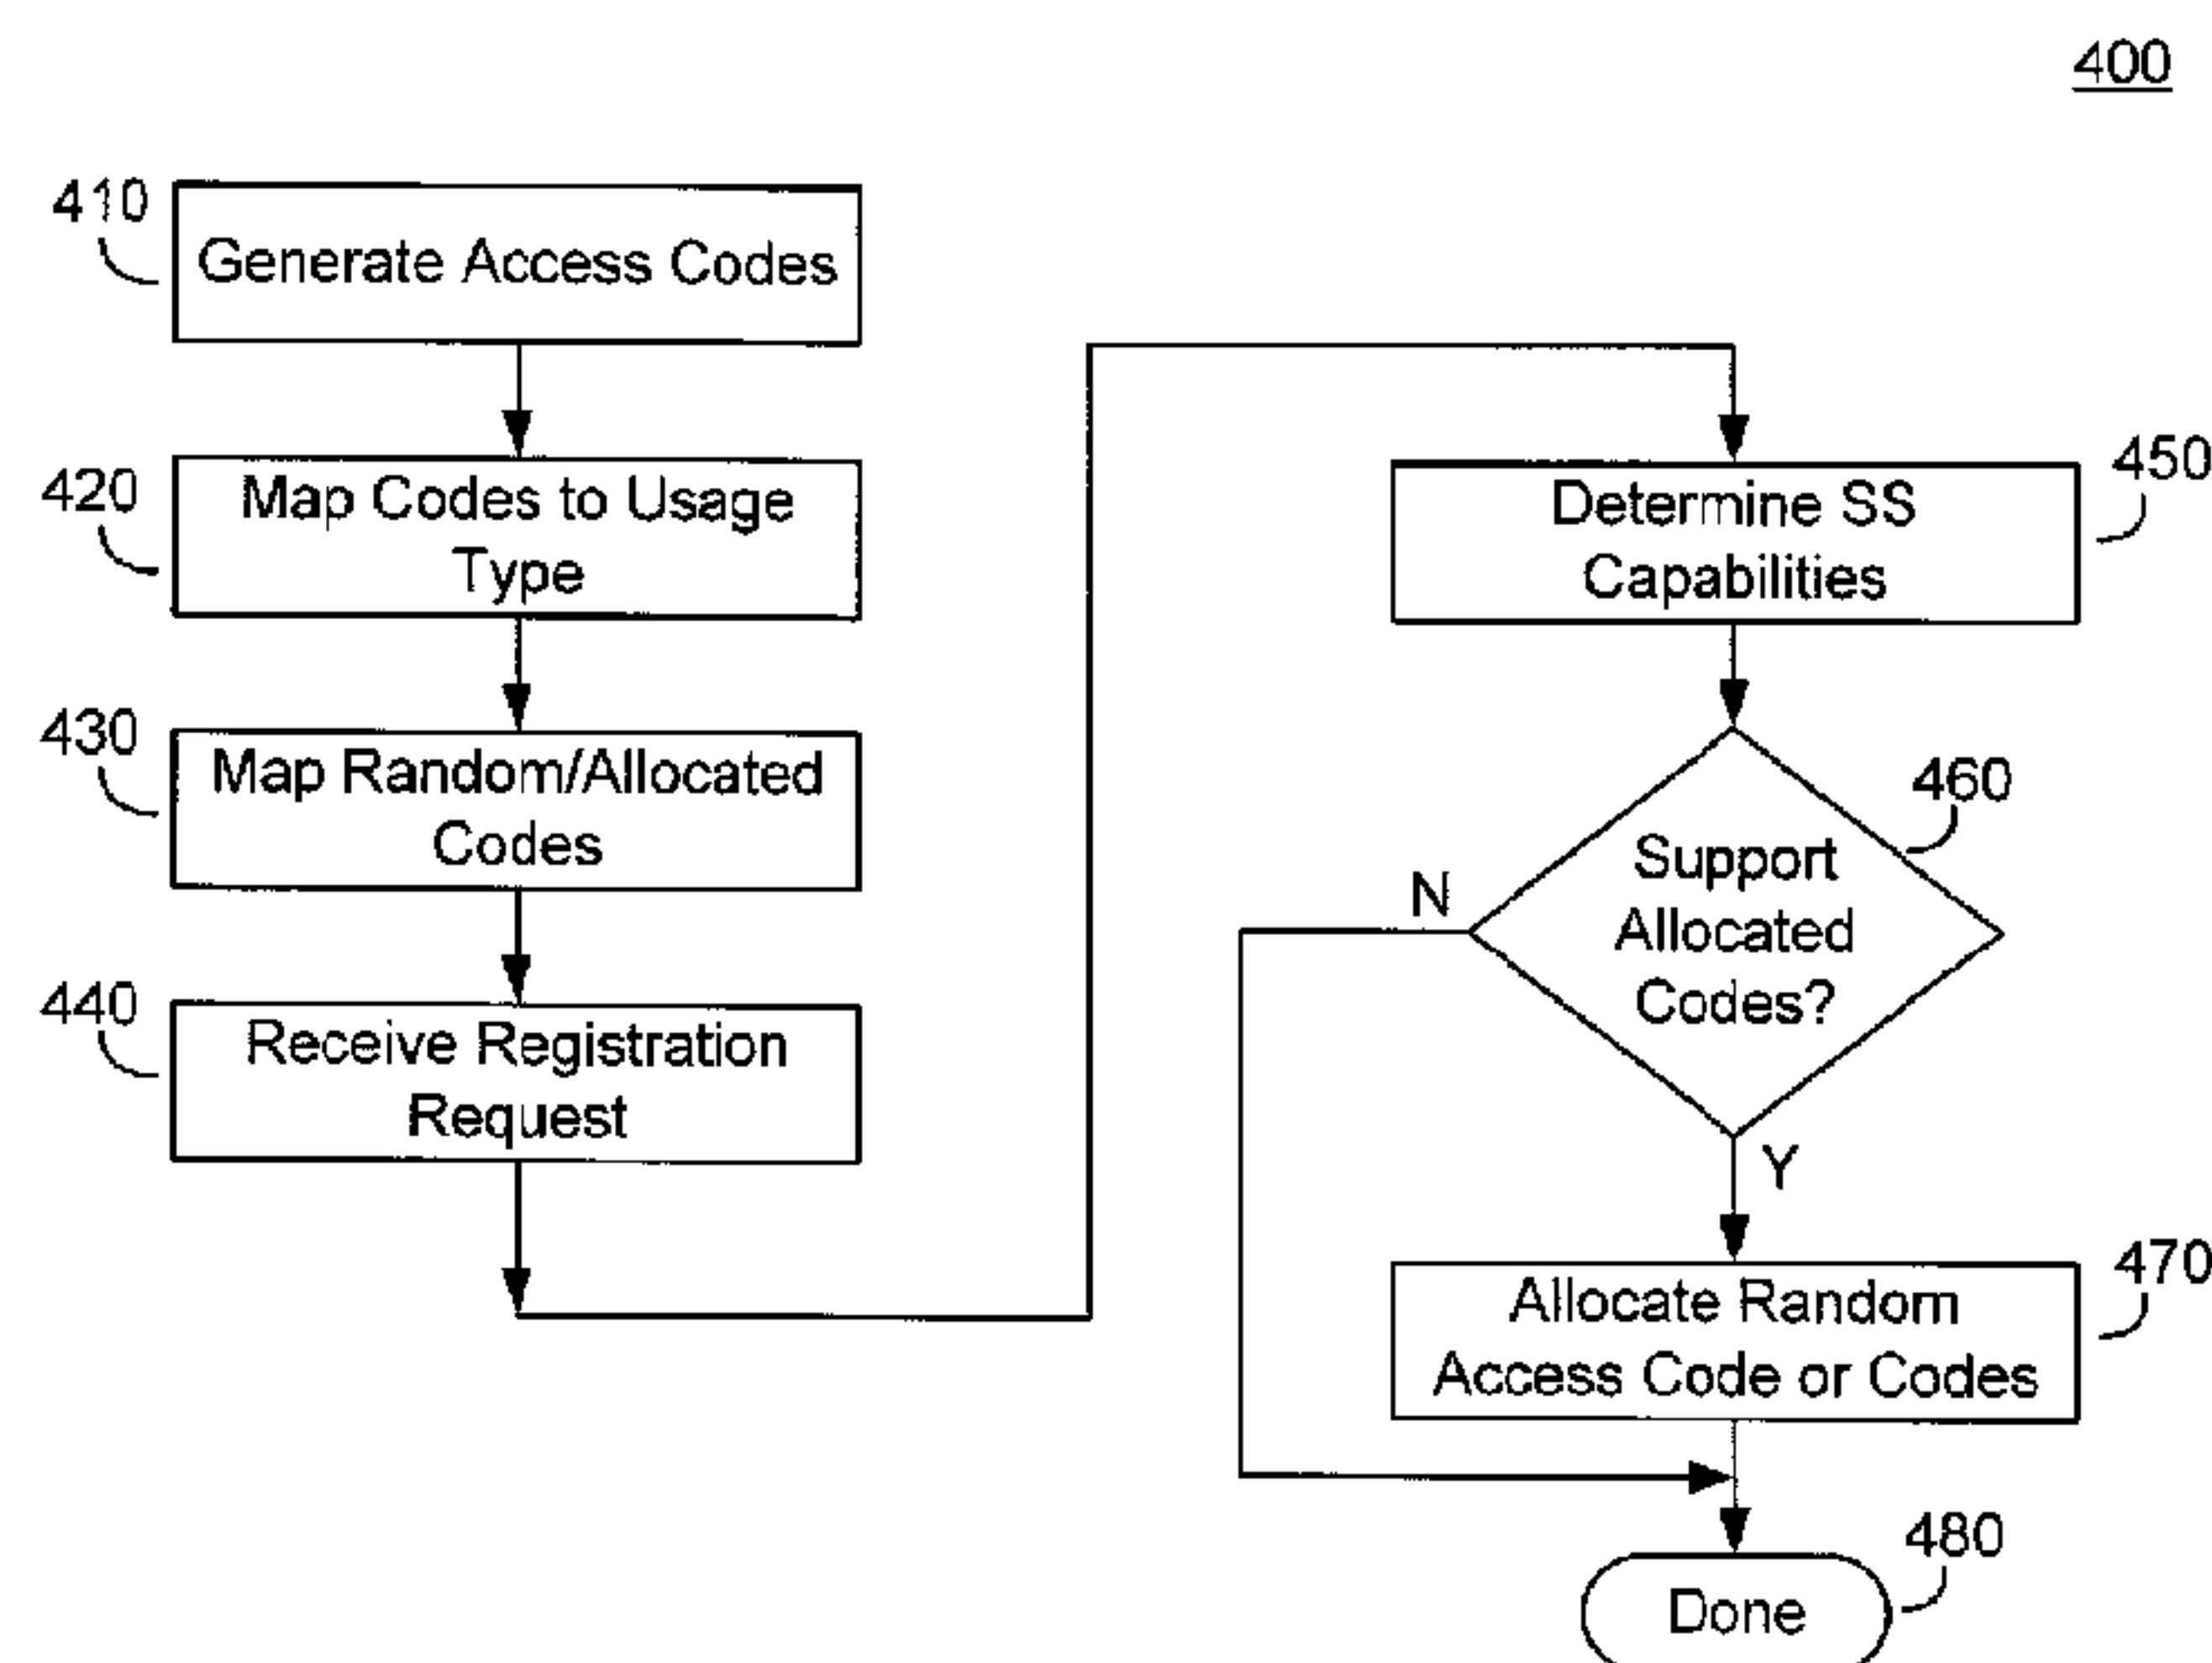 400
410
Generate Access Codes
420
Map Codes to Usage
Type
430
Map Random/Allocated
Codes
440
Receive Registration
Request
450
Determine SS
Capabilities
460
Support
Allocated
Codes?
N
Y
470
Allocate Random
Access Code or Codes
480
Done